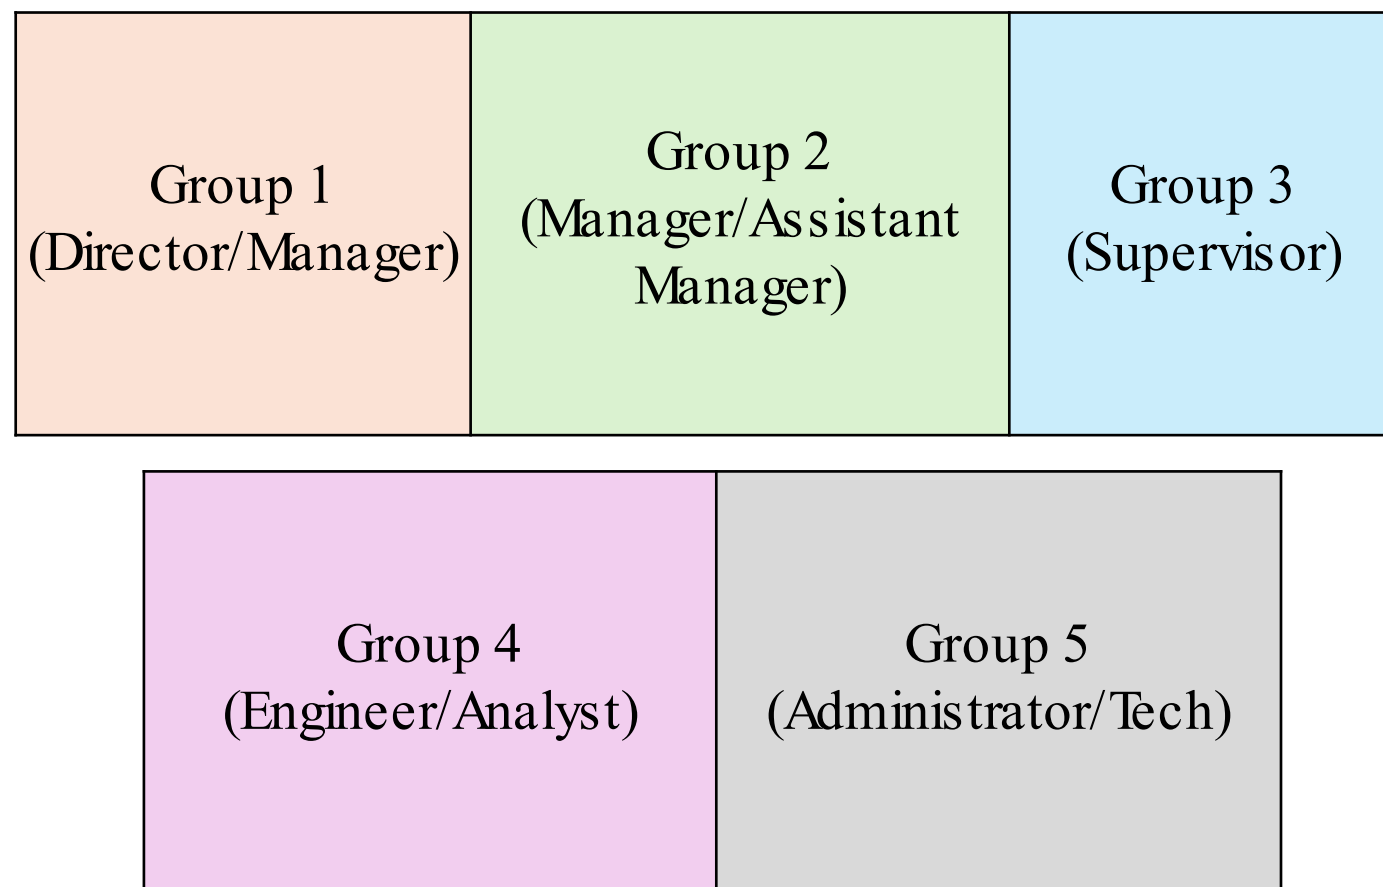 Group 1
(Director/Manager)
Group 2
(Manager/Assistant
Manager)
Group 3
(Supervisor)
Group 4
(Engineer/Analyst)
Group 5
(Administrator/Tech)